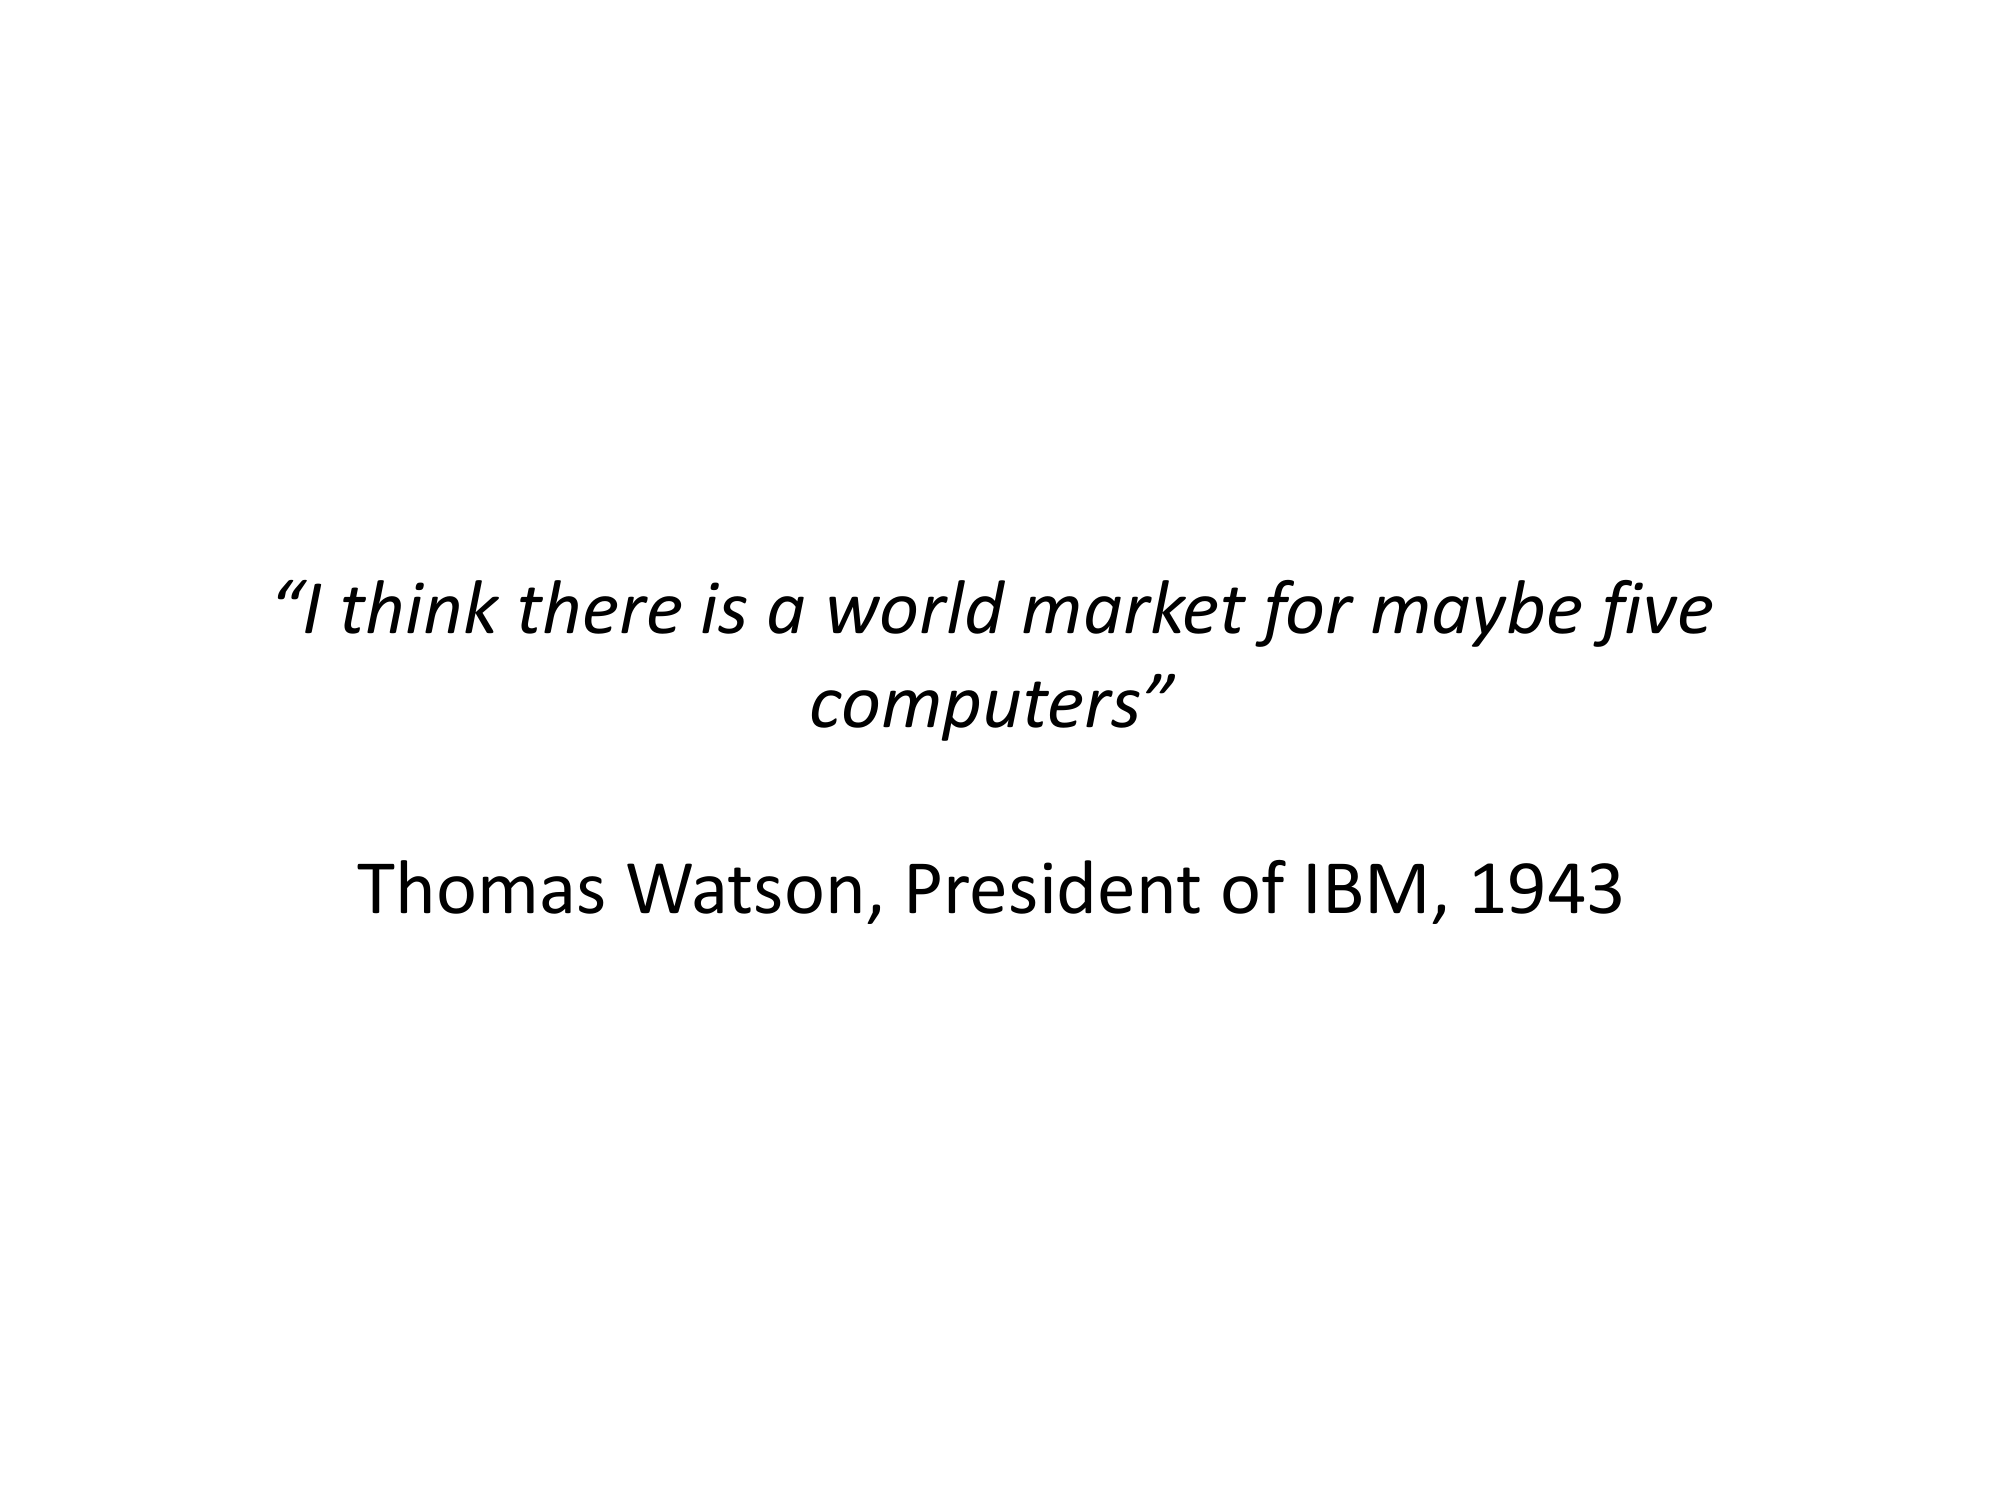 “I think there is a world market for maybe five
computers”
Thomas Watson, President of IBM, 1943